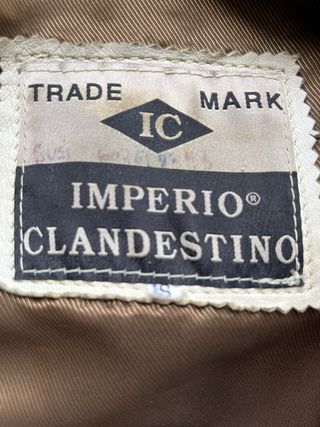 TRADE MARK
IC
IMPERIO®
CLANDESTINO
S